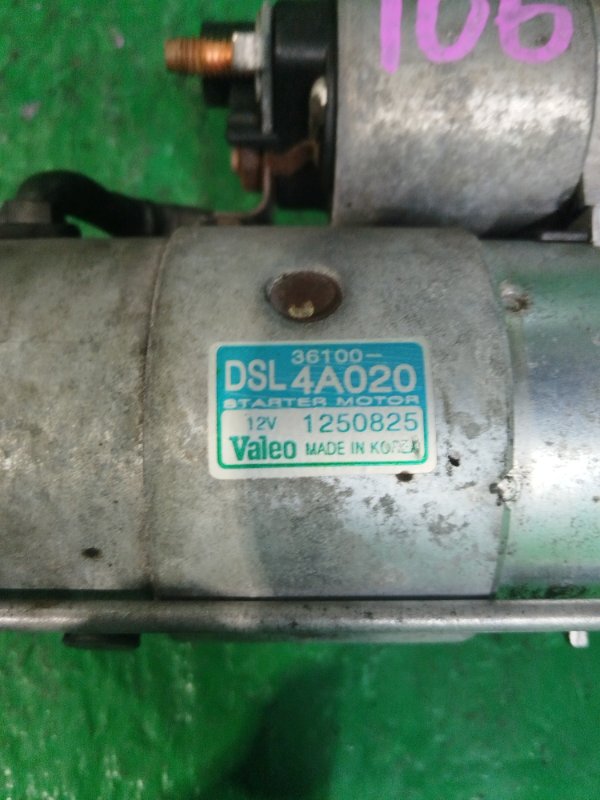 106
36100-
DSL 4A020
STARTER MOTOR
12V 1250825
Valeo MADE IN KOREA